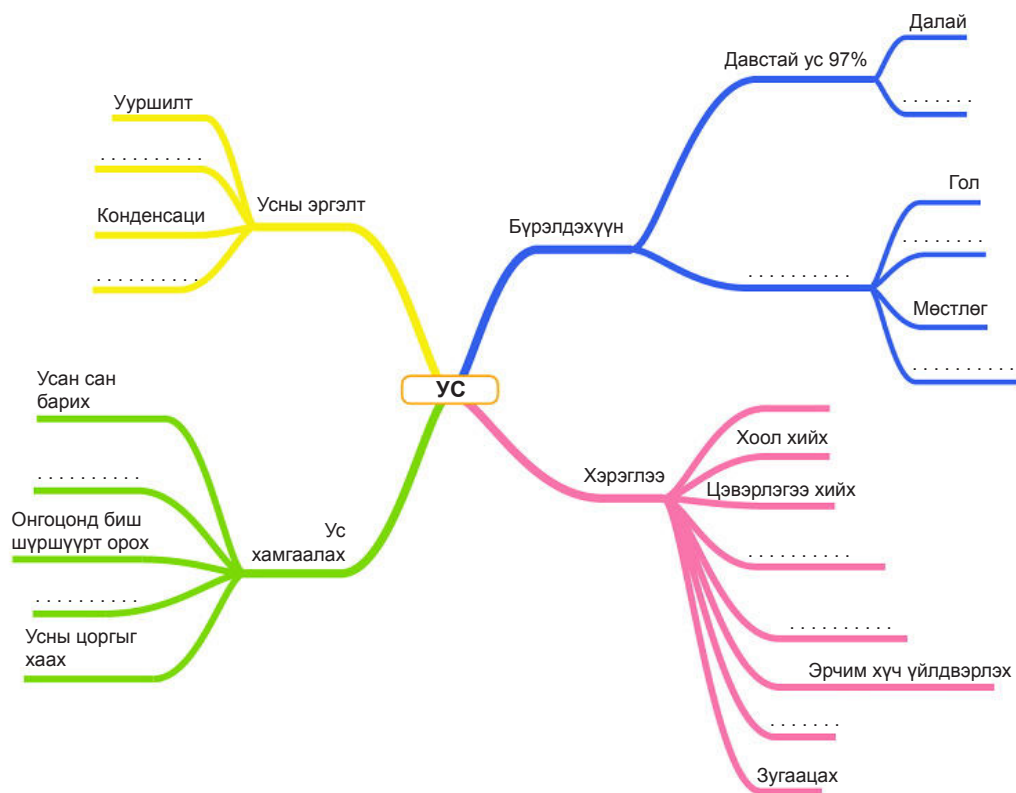 Далай
Давстай ус 97%
. . . . . . .
Ууршилт
. . . . . . . . . .
Конденсаци
Усны эргэлт
. . . . . . . . . .
Гол
Бүрэлдэхүүн
. . . . . . . .
. . . . . . . . . .
Мөстлөг
. . . . . . . . . .
УС
Усан сан
барих
. . . . . . . . . .
Онгоцонд биш
шүршүүрт орох
Ус
хамгаалах
. . . . . . . . . .
Усны цоргыг
хаах
Хоол хийх
Хэрэглээ
Цэвэрлэгээ хийх
. . . . . . . . . .
. . . . . . . . . .
Эрчим хүч үйлдвэрлэх
. . . . . . .
Зугаацах